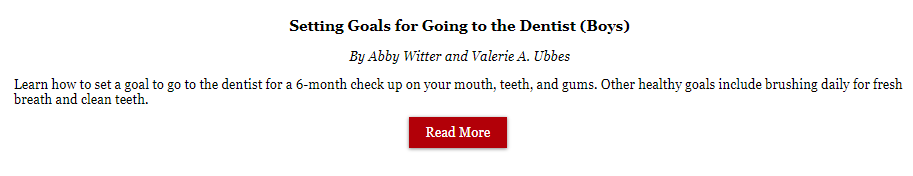 Setting Goals for Going to the Dentist (Boys)
By Abby Witter and Valerie A. Ubbes
Learn how to set a goal to go to the dentist for a 6-month check up on your mouth, teeth, and gums. Other healthy goals include brushing daily for fresh
breath and clean teeth.
Read More